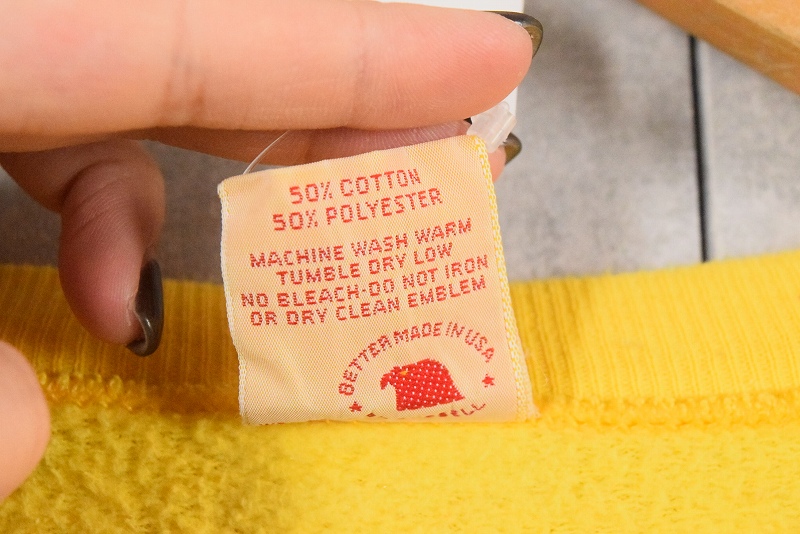 50% COTTON
50% POLYESTER
MACHINE WASH WARM
TUMBLE DRY LOW
NO BLEACH-DO NOT IRON
OR DRY CLEAN EMBLEM
BETTER MADE IN USA